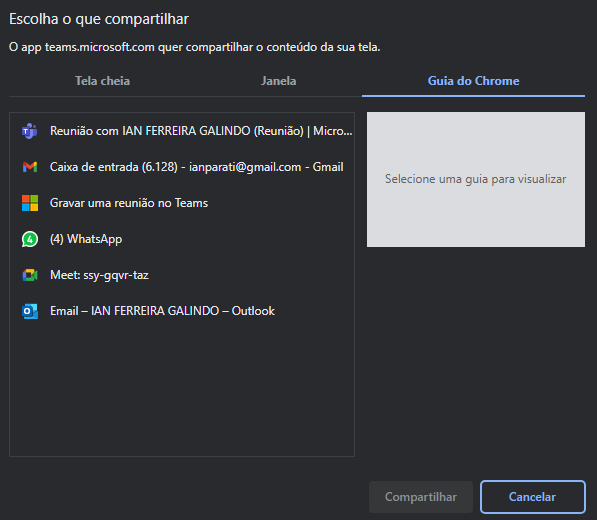 Escolha o que compartilhar
O app teams.microsoft.com quer compartilhar o conteúdo da sua tela.
Tela cheia
Janela
Guia do Chrome
Reunião com IAN FERREIRA GALINDO (Reunião) | Micro...
Caixa de entrada (6.128) - ianparati@gmail.com - Gmail
Gravar uma reunião no Teams
4
(4) WhatsApp
Meet: ssy-gqvr-taz
Email – IAN FERREIRA GALINDO – Outlook
Selecione uma guia para visualizar
Compartilhar
Cancelar